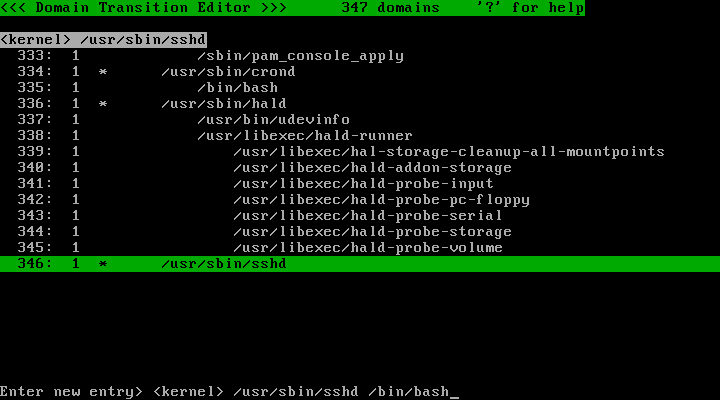 <<< Domain Transition Editor >>>      347 domains    '?' for help
<kernel> /usr/sbin/sshd
333:  1             /sbin/pam_console_apply
334:  1  *      /usr/sbin/crond
335:  1             /bin/bash
336:  1  *      /usr/sbin/hald
337:  1             /usr/bin/udevinfo
338:  1             /usr/libexec/hald-runner
339:  1                 /usr/libexec/hal-storage-cleanup-all-mountpoints
340:  1                 /usr/libexec/hald-addon-storage
341:  1                 /usr/libexec/hald-probe-input
342:  1                 /usr/libexec/hald-probe-pc-floppy
343:  1                 /usr/libexec/hald-probe-serial
344:  1                 /usr/libexec/hald-probe-storage
345:  1                 /usr/libexec/hald-probe-volume
346:  1  *      /usr/sbin/sshd
Enter new entry> <kernel> /usr/sbin/sshd /bin/bash_